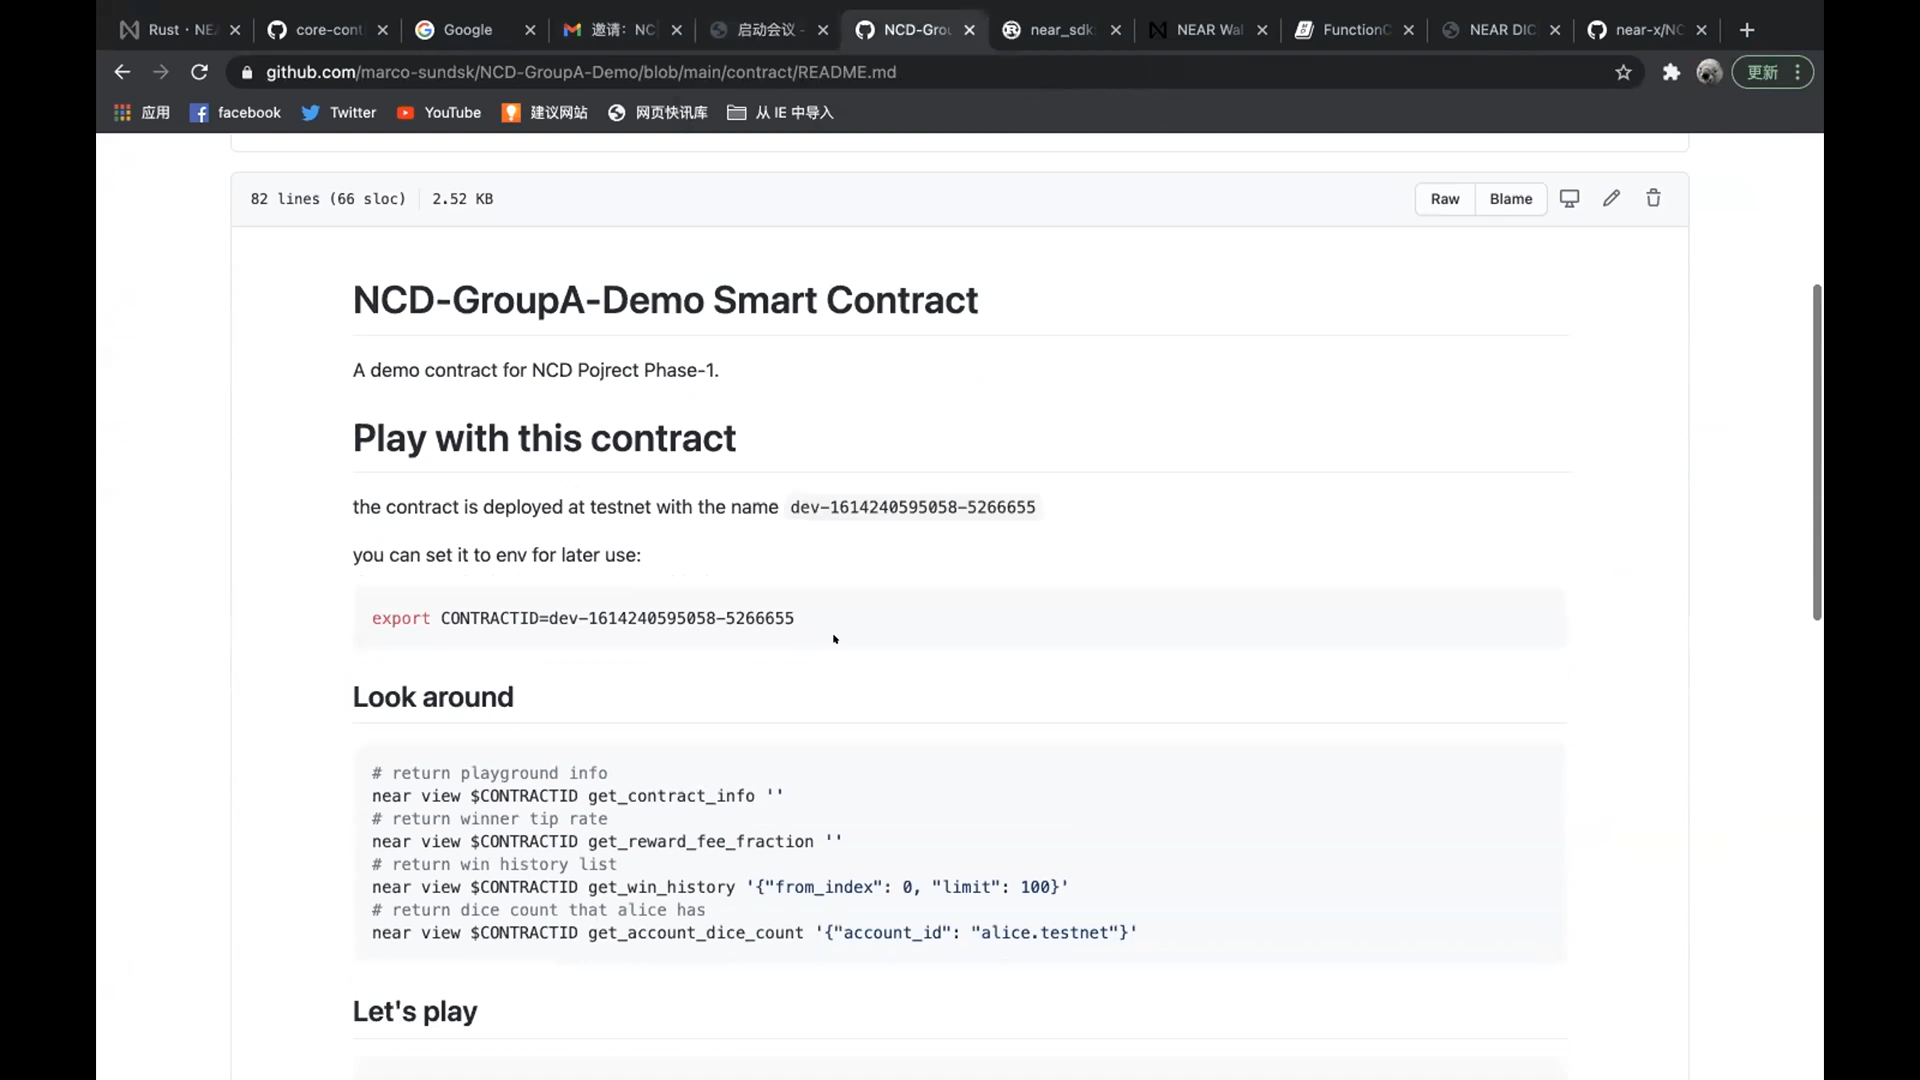 Rust · NEA
core-cont
Google
邀请：NC
启动会议 -
NCD-Grou
near_sdk:
NEAR Wal
FunctionC
NEAR DIC
near-x/NC
github.com/marco-sundsk/NCD-GroupA-Demo/blob/main/contract/README.md
更新
应用
facebook
Twitter
YouTube
建议网站
网页快讯库
从 IE 中导入
82 lines (66 sloc)
2.52 KB
Raw
Blame
NCD-GroupA-Demo Smart Contract
A demo contract for NCD Pojrect Phase-1.
Play with this contract
the contract is deployed at testnet with the name dev-1614240595058-5266655
you can set it to env for later use:
export CONTRACTID=dev-1614240595058-5266655
Look around
# return playground info
near view $CONTRACTID get_contract_info ''
# return winner tip rate
near view $CONTRACTID get_reward_fee_fraction ''
# return win history list
near view $CONTRACTID get_win_history '{"from_index": 0, "limit": 100}'
# return dice count that alice has
near view $CONTRACTID get_account_dice_count '{"account_id": "alice.testnet"}'
Let's play